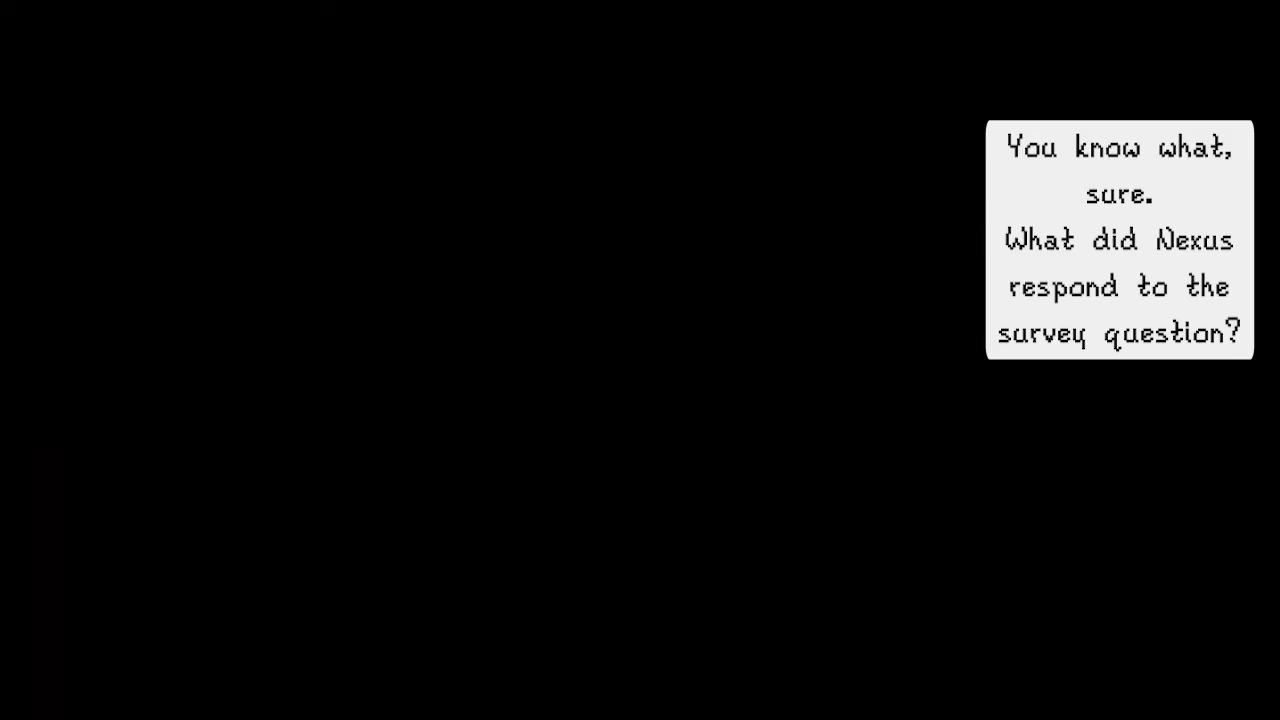 You know what,
sure.
What did Nexus
respond to the
survey question?